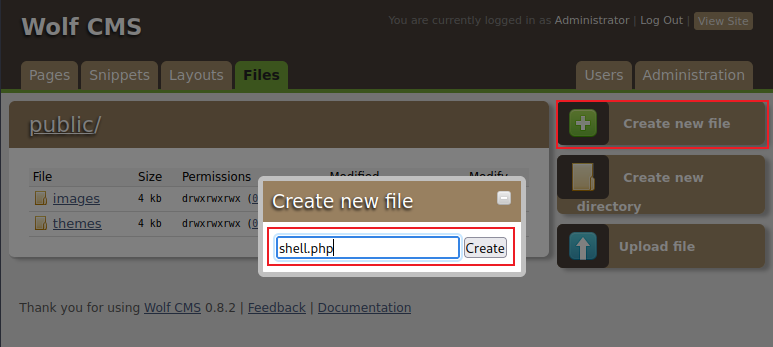 Wolf CMS
You are currently logged in as Administrator | Log Out | View Site
Pages Snippets Layouts Files Users Administration
public/
File Size Permissions Modified Modify
images 4 kb drwxrwxrwx (0
themes 4 kb drwxrwxrwx (0
Create new file
shell.php Create
Create new file
Create new
directory
Upload file
Thank you for using Wolf CMS 0.8.2 | Feedback | Documentation